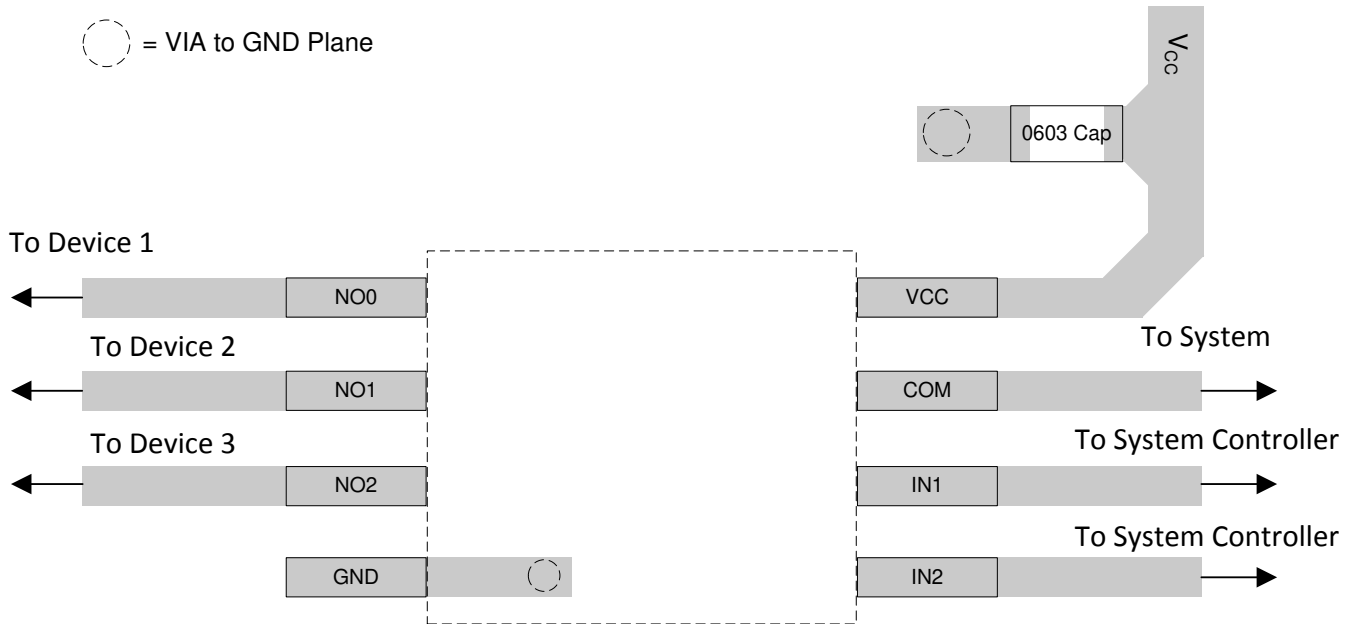 = VIA to GND Plane
VCC
0603 Cap
To Device 1
NO0
VCC
To Device 2
To System
NO1
COM
To Device 3
To System Controller
NO2
IN1
To System Controller
GND
IN2